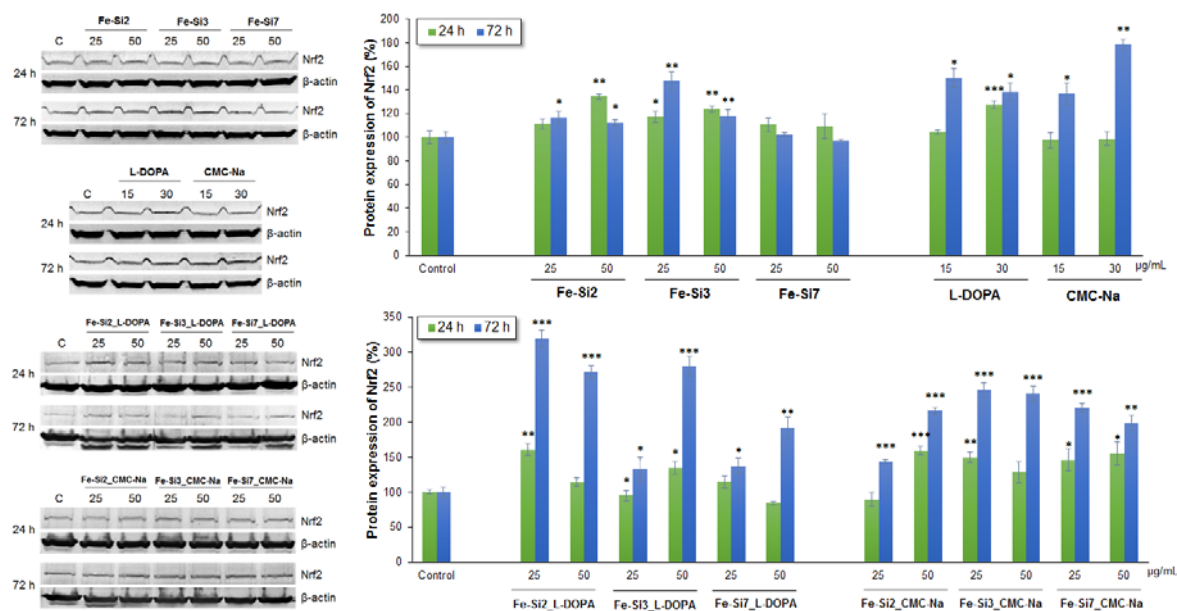 Fe-Si2 Fe-Si3 Fe-Si7
C 25 50 25 50 25 50
24 h Nrf2
β-actin
72 h Nrf2
β-actin
L-DOPA CMC-Na
C 15 30 15 30
24 h Nrf2
β-actin
72 h Nrf2
β-actin
Fe-Si2_L-DOPA Fe-Si3_L-DOPA Fe-Si7_L-DOPA
C 25 50 25 50 25 50
24 h Nrf2
β-actin
72 h Nrf2
β-actin
Fe-Si2_CMC-Na Fe-Si3_CMC-Na Fe-Si7_CMC-Na
C 25 50 25 50 25 50
24 h Nrf2
β-actin
72 h Nrf2
β-actin
Protein expression of Nrf2 (%)
200
180
160
140
120
100
80
60
40
20
0
24 h 72 h
* ** * * ** ** ** * *** * * **
Control 25 50 25 50 25 50 15 30 15 30 µg/mL
Fe-Si2 Fe-Si3 Fe-Si7 L-DOPA CMC-Na
Protein expression of Nrf2 (%)
350
300
250
200
150
100
50
0
24 h 72 h
** *** *** * * * *** * ** *** *** *** ** *** *** * *** * **
Control 25 50 25 50 25 50 25 50 25 50 25 50 µg/mL
Fe-Si2_L-DOPA Fe-Si3_L-DOPA Fe-Si7_L-DOPA Fe-Si2_CMC-Na Fe-Si3_CMC-Na Fe-Si7_CMC-Na